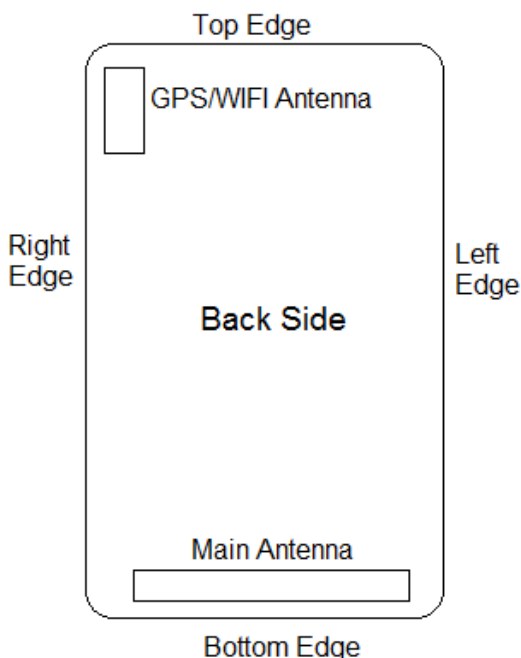 Top Edge
GPS/WIFI Antenna
Right
Edge
Left
Edge
Back Side
Main Antenna
Bottom Edge